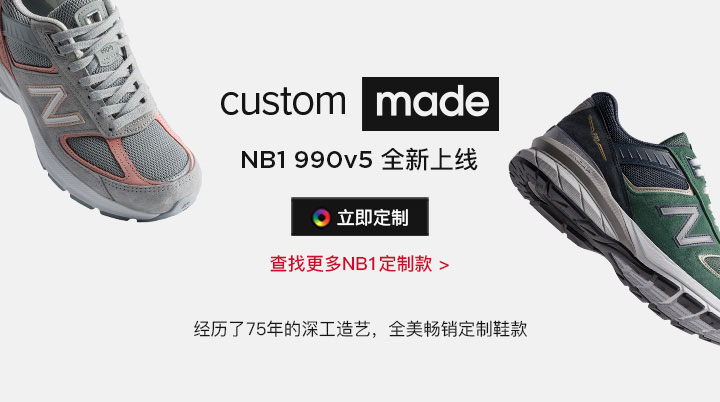 custom made
NB1 990v5 全新上线
立即定制
查找更多NB1定制款 >
经历了75年的深工造艺，全美畅销定制鞋款
N
N